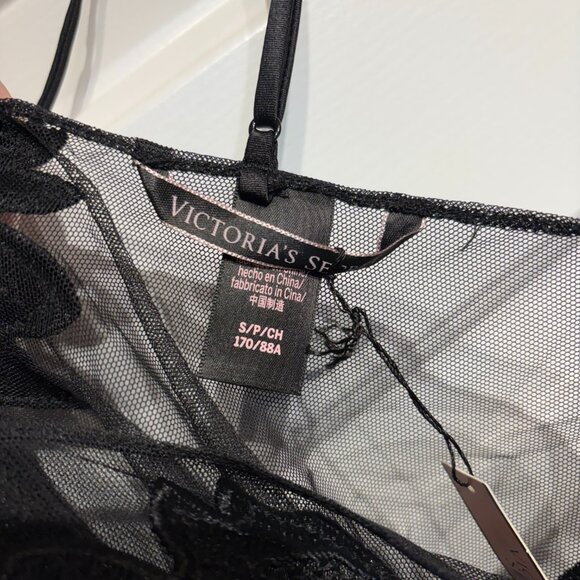 VICTORIA'S SE
hecho en China/
fabbricato in Cina/
中国制造
S/P/CH
170/88A